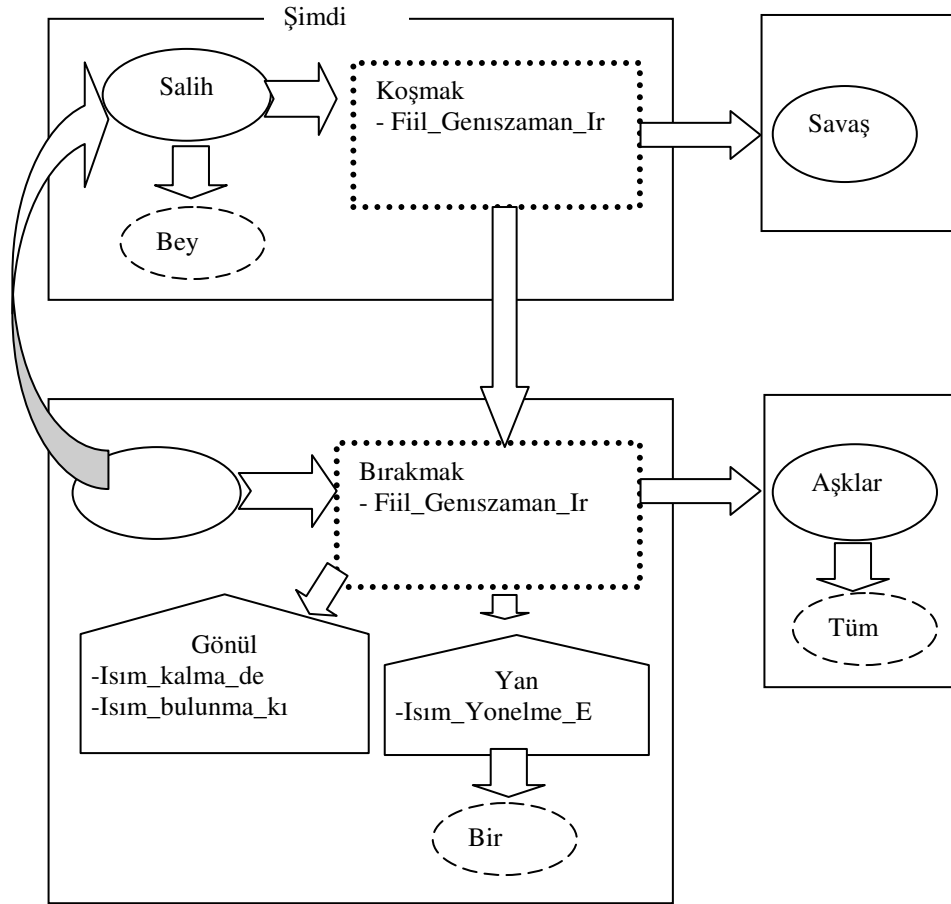 Şimdi
Salih
Koşmak
- Fiil_Genıszaman_Ir
Savaş
Bey
Bırakmak
- Fiil_Genıszaman_Ir
Aşklar
Tüm
Gönül
-Isım_kalma_de
-Isım_bulunma_kı
Yan
-Isım_Yonelme_E
Bir